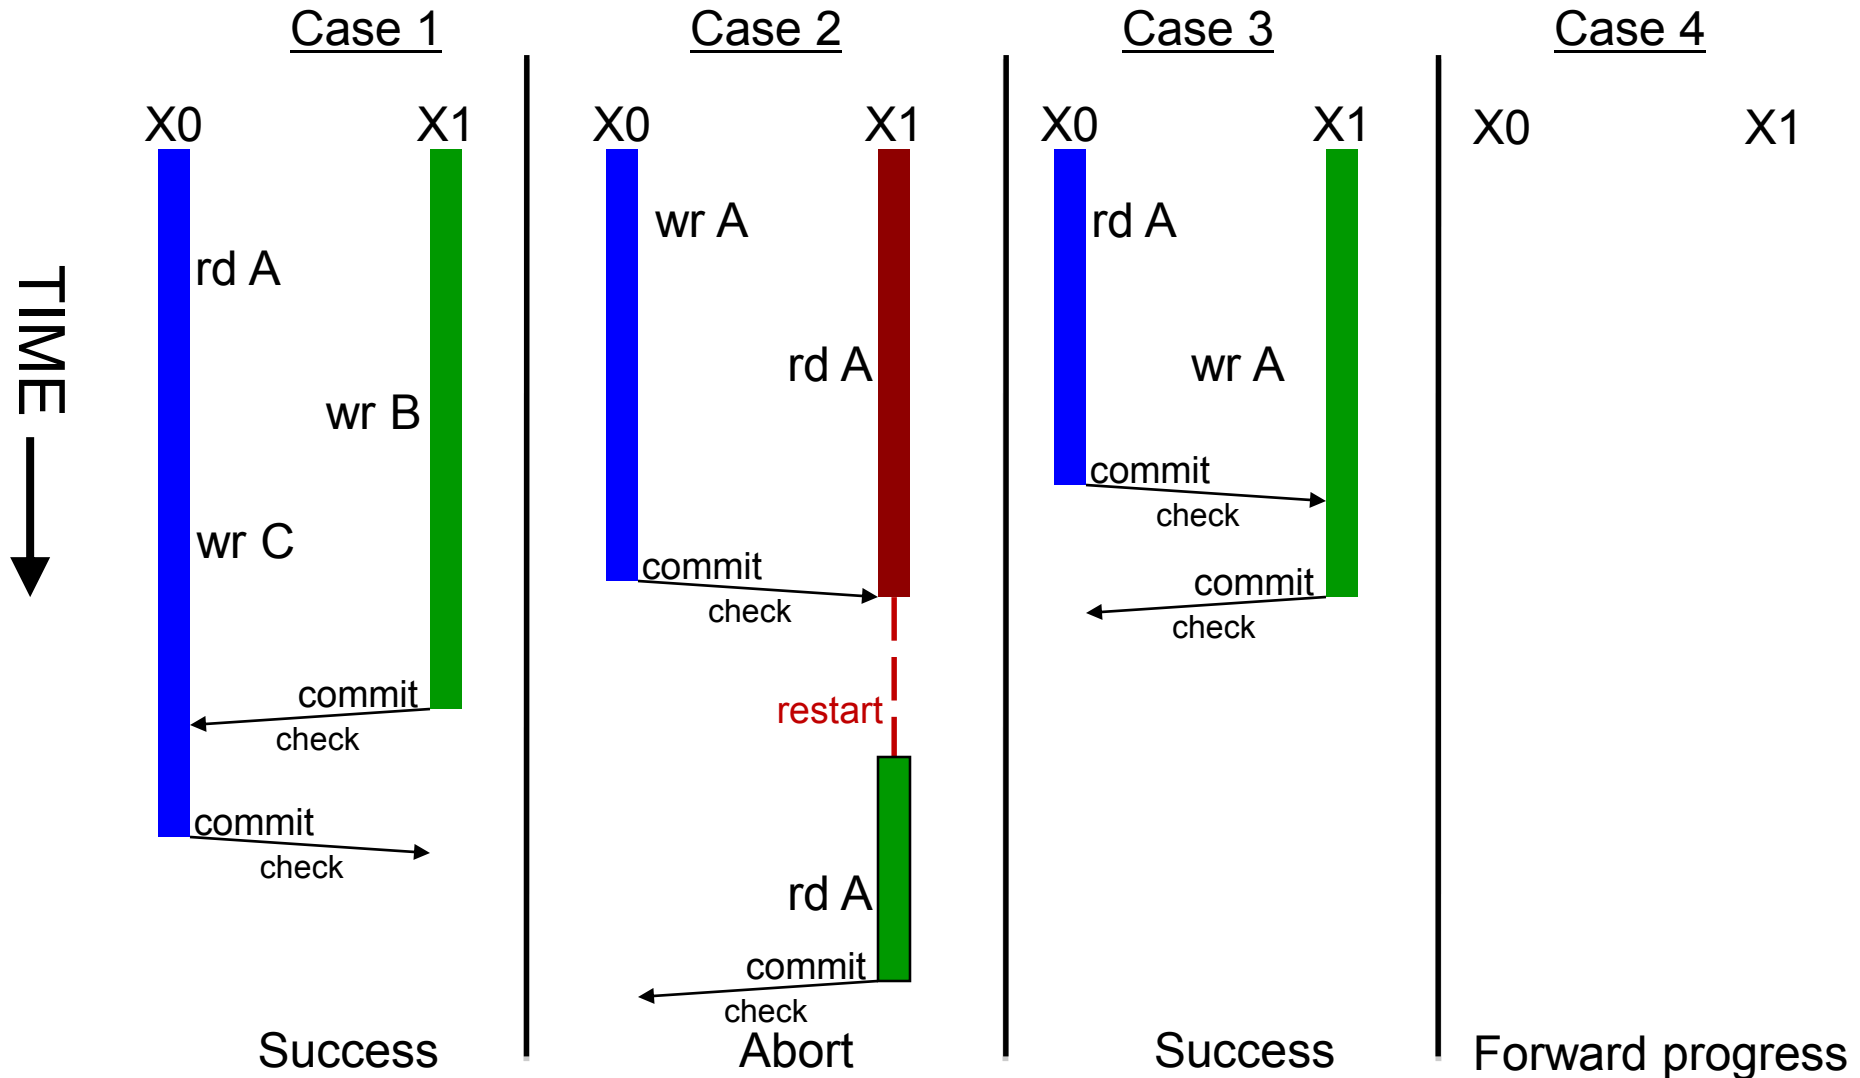 Case 1
Case 2
Case 3
Case 4
X0
X1
X0
X1
X0
X1
X0
X1
TIME
rd A
wr B
wr C
commit
check
commit
check
Success
wr A
rd A
commit
check
restart
rd A
commit
check
Abort
rd A
wr A
commit
check
commit
check
Success
Forward progress